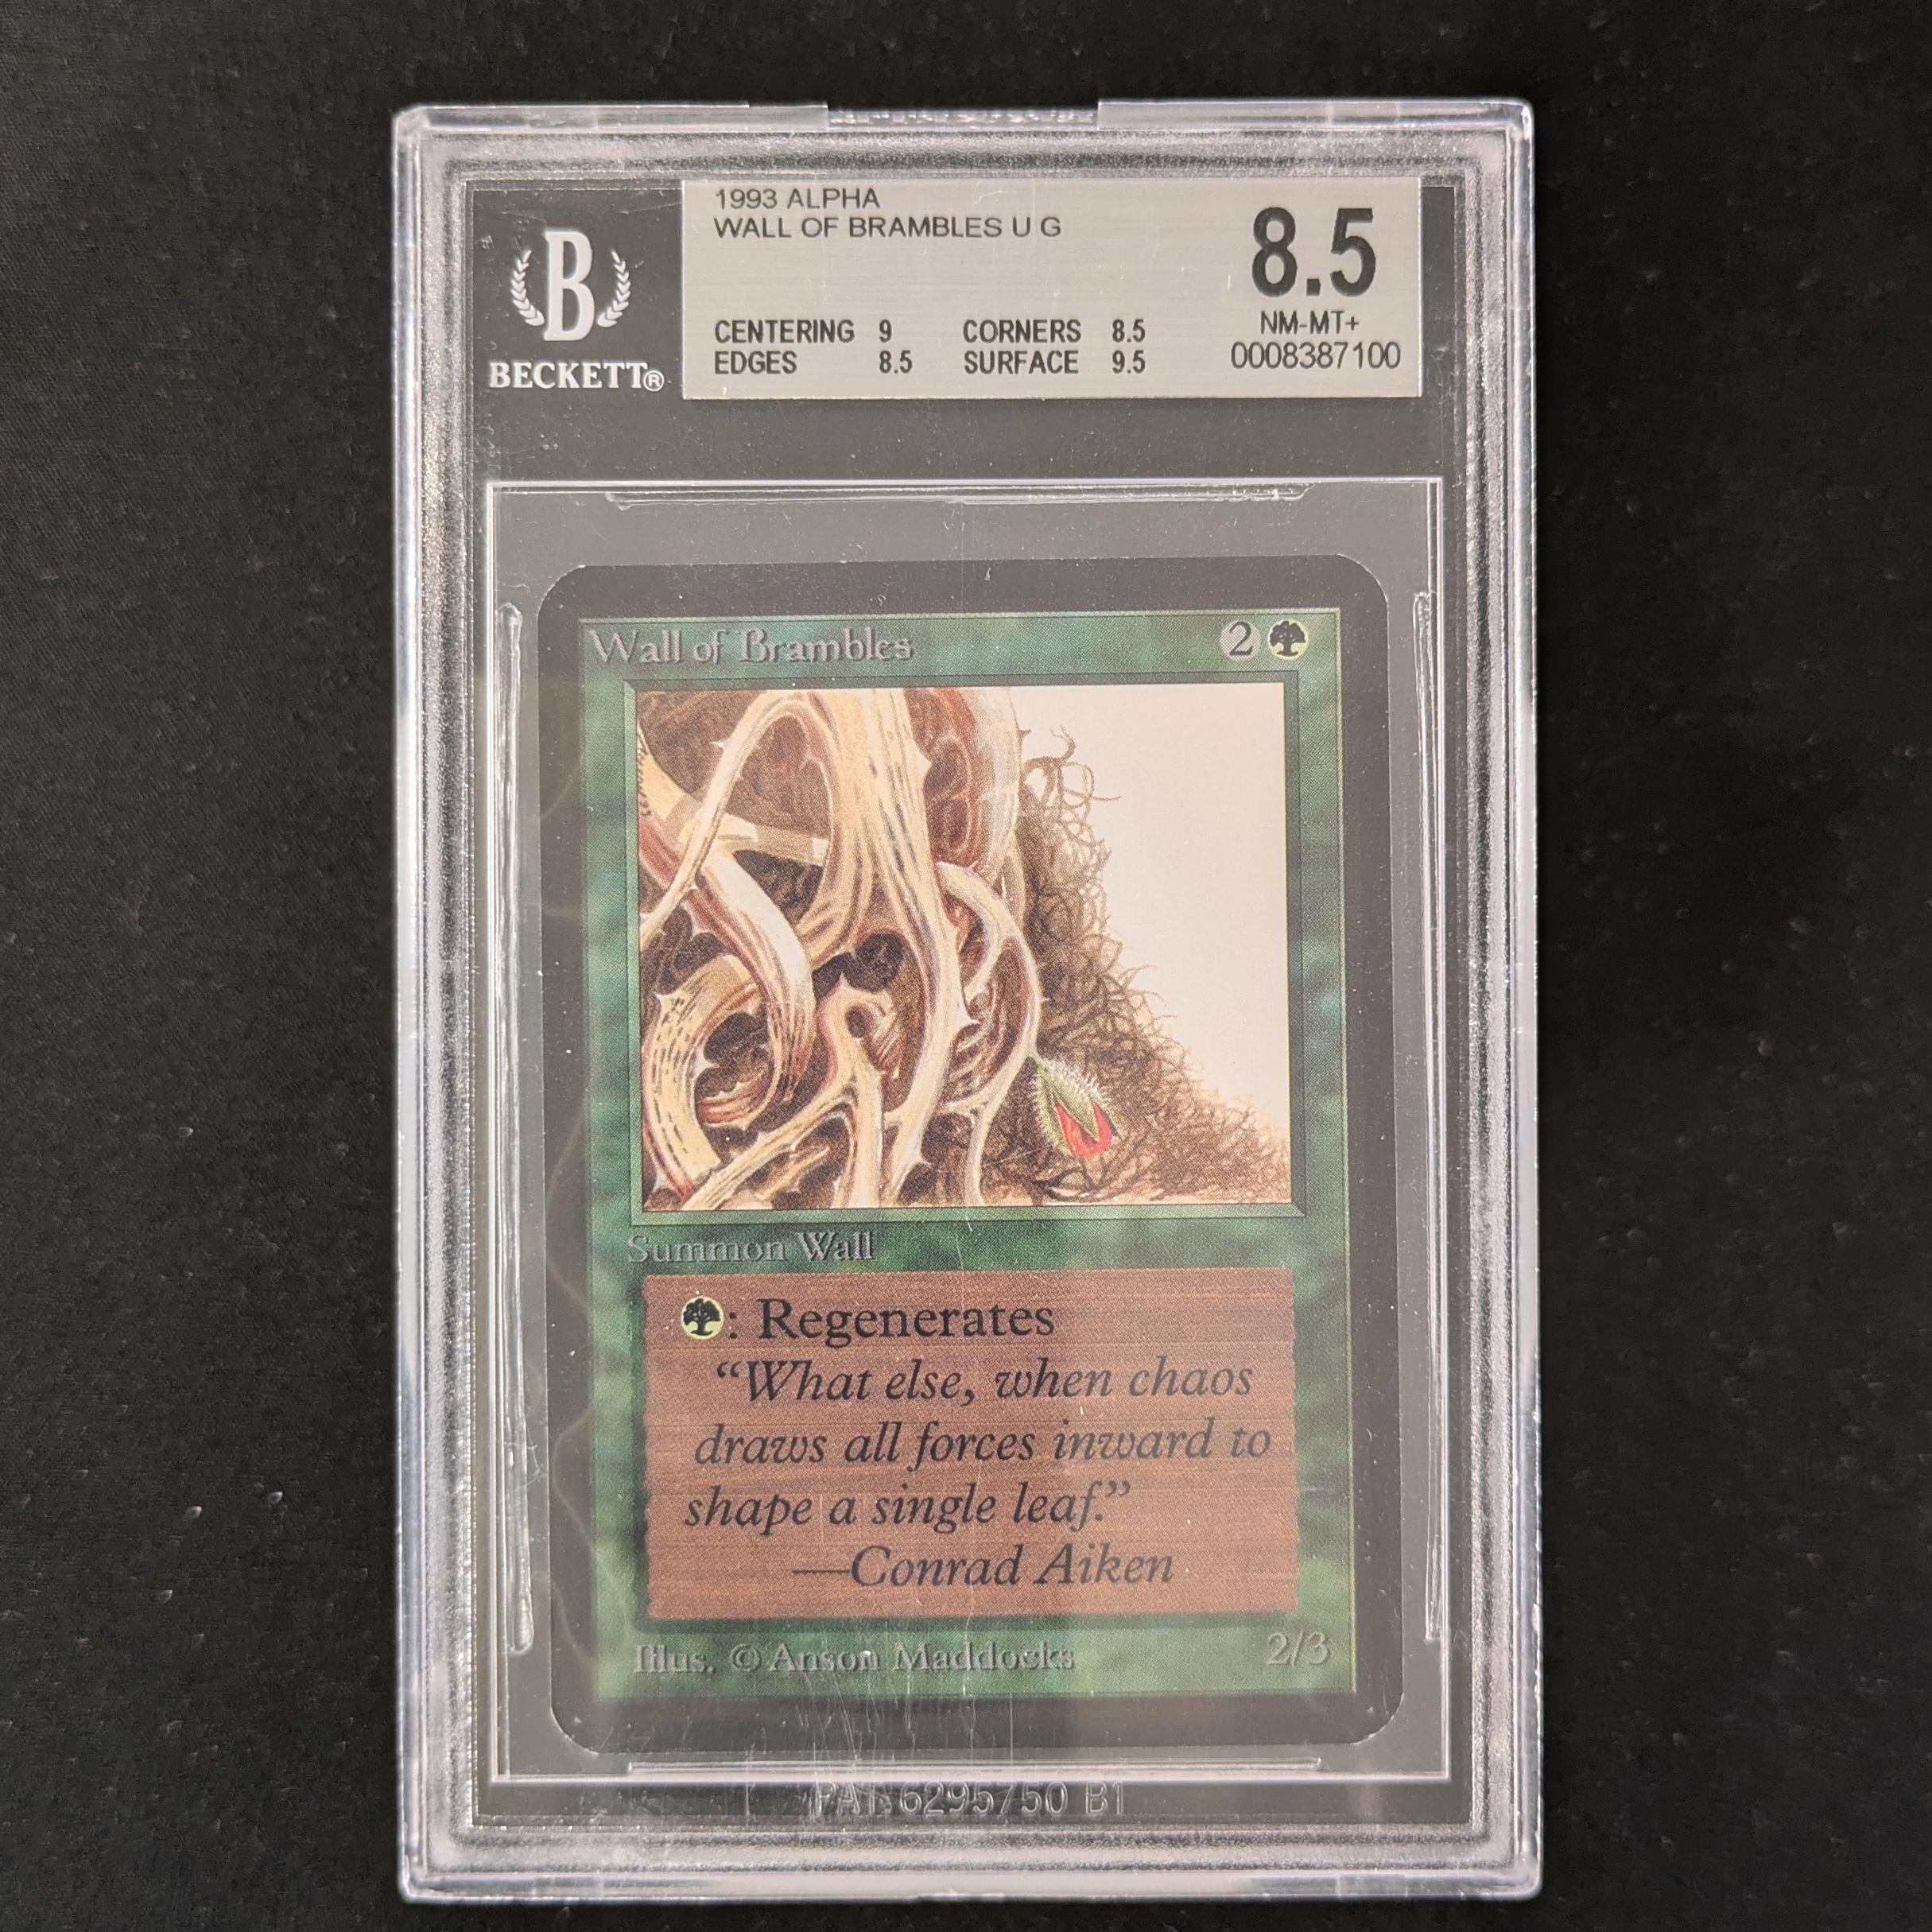 1993 ALPHA
WALL OF BRAMBLES U G
8.5
CENTERING 9 CORNERS 8.5
EDGES 8.5 SURFACE 9.5
NM-MT+
0008387100
B
BECKETT®
Wall of Brambles 2
Summon Wall
: Regenerates
“What else, when chaos
draws all forces inward to
shape a single leaf.”
—Conrad Aiken
Illus. © Anson Maddocks 2/3
PAT. 6295750 B1